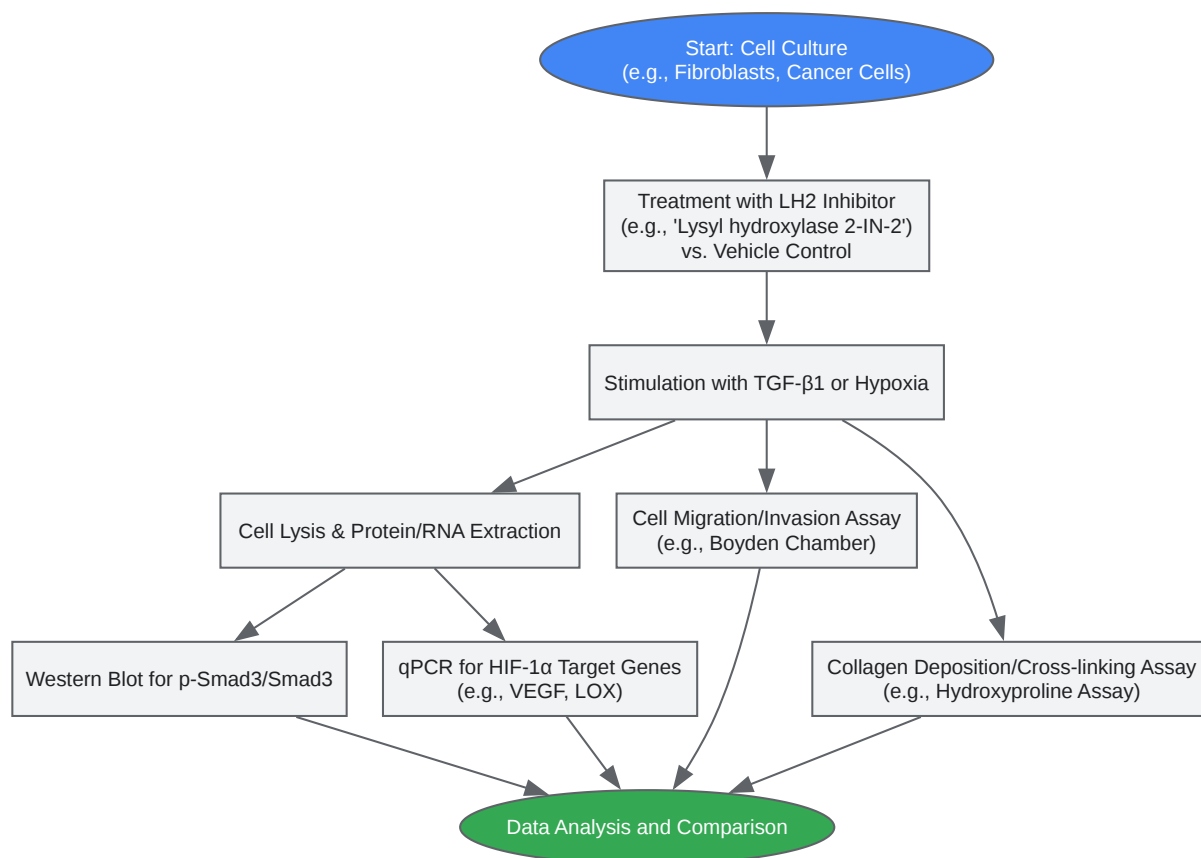 Start: Cell Culture
(e.g., Fibroblasts, Cancer Cells)
Treatment with LH2 Inhibitor
(e.g., 'Lysyl hydroxylase 2-IN-2')
vs. Vehicle Control
Stimulation with TGF-β1 or Hypoxia
Cell Lysis & Protein/RNA Extraction
Cell Migration/Invasion Assay
(e.g., Boyden Chamber)
Western Blot for p-Smad3/Smad3
qPCR for HIF-1α Target Genes
(e.g., VEGF, LOX)
Collagen Deposition/Cross-linking Assay
(e.g., Hydroxyproline Assay)
Data Analysis and Comparison